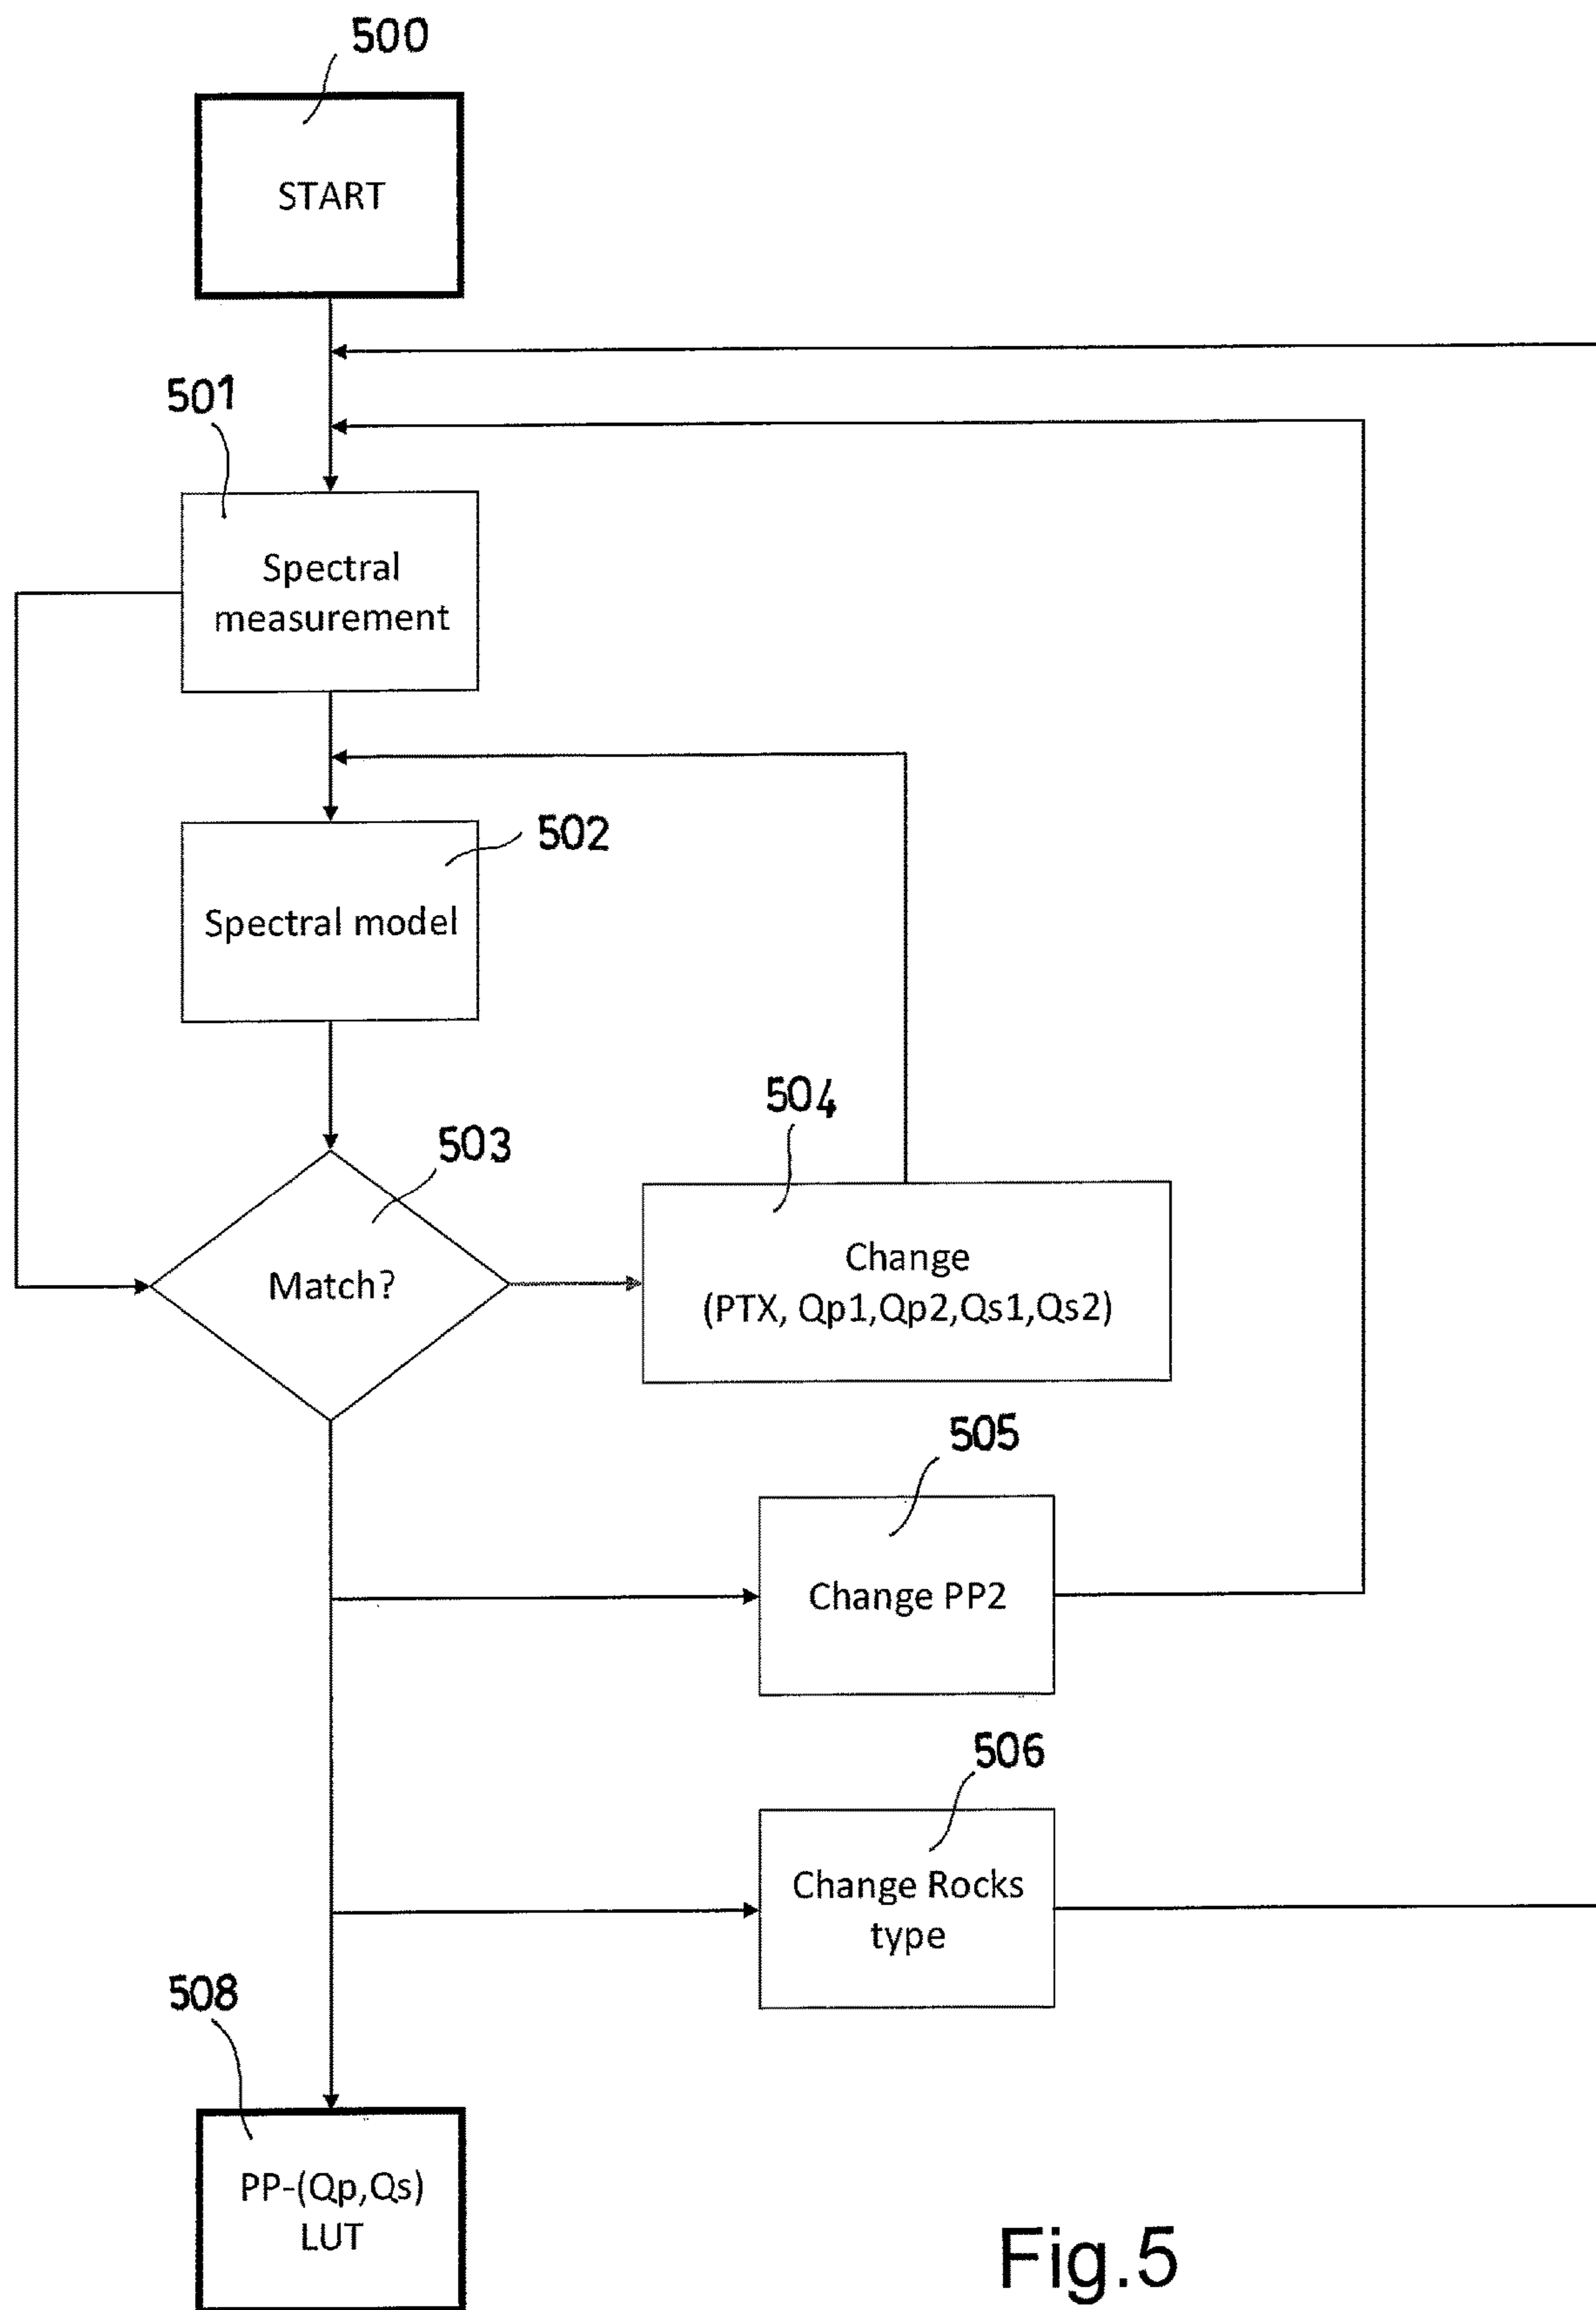 500
START
501
Spectral
measurement
502
Spectral model
503
Match?
504
Change
(PTX, Qp1,Qp2,Qs1,Qs2)
505
Change PP2
506
Change Rocks
type
508
PP-(Qp,Qs)
LUT
Fig.5